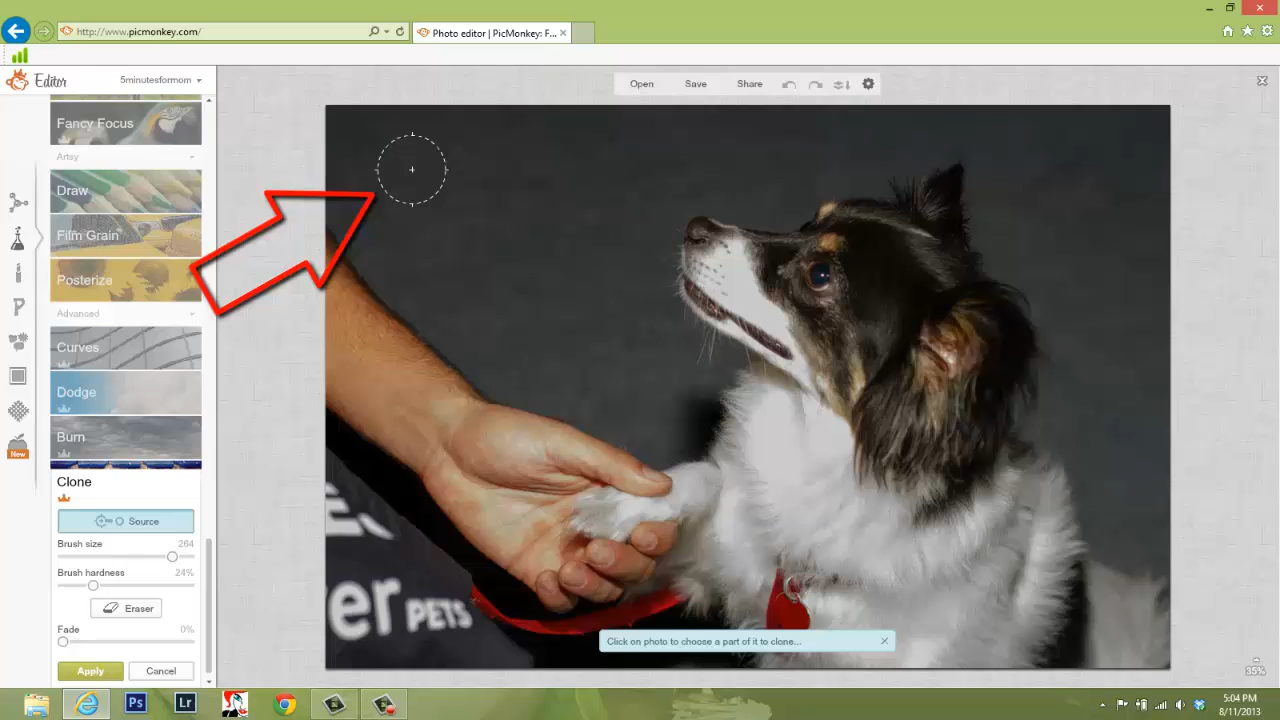 http://www.picmonkey.com/
Photo editor | PicMonkey: F...
Editor
5minutesformom
Open
Save
Share
Fancy Focus
Artsy
Draw
Film Grain
Posterize
Advanced
Curves
Dodge
Burn
New
Clone
Source
Brush size 264
Brush hardness 24%
Eraser
Fade 0%
Apply
Cancel
er PETS
Click on photo to choose a part of it to clone...
35%
Ps
Lr
5:04 PM
8/11/2013